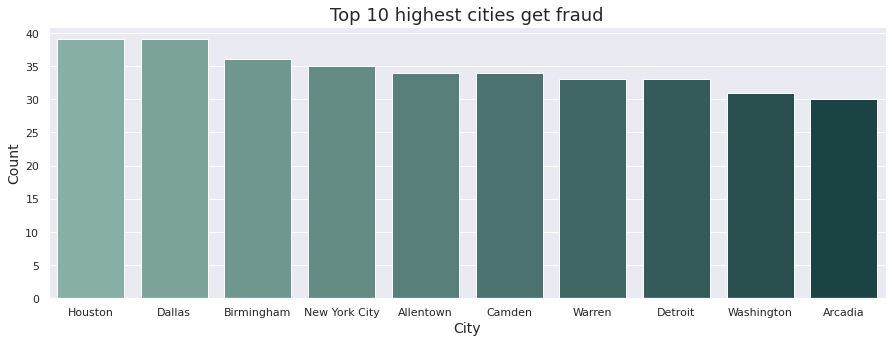 Top 10 highest cities get fraud
Count
40
35
30
25
20
15
10
5
0
Houston Dallas Birmingham New York City Allentown Camden Warren Detroit Washington Arcadia
City